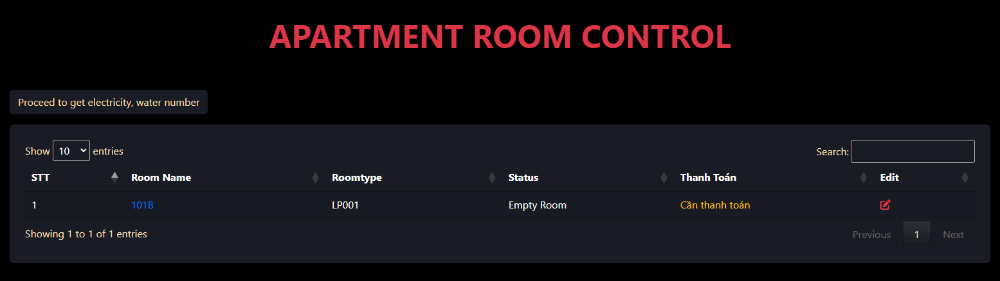 APARTMENT ROOM CONTROL
Proceed to get electricity, water number
Show 10 entries Search:
STT Room Name Roomtype Status Thanh Toán Edit
1 101B LP001 Empty Room Cần thanh toán
Showing 1 to 1 of 1 entries Previous 1 Next